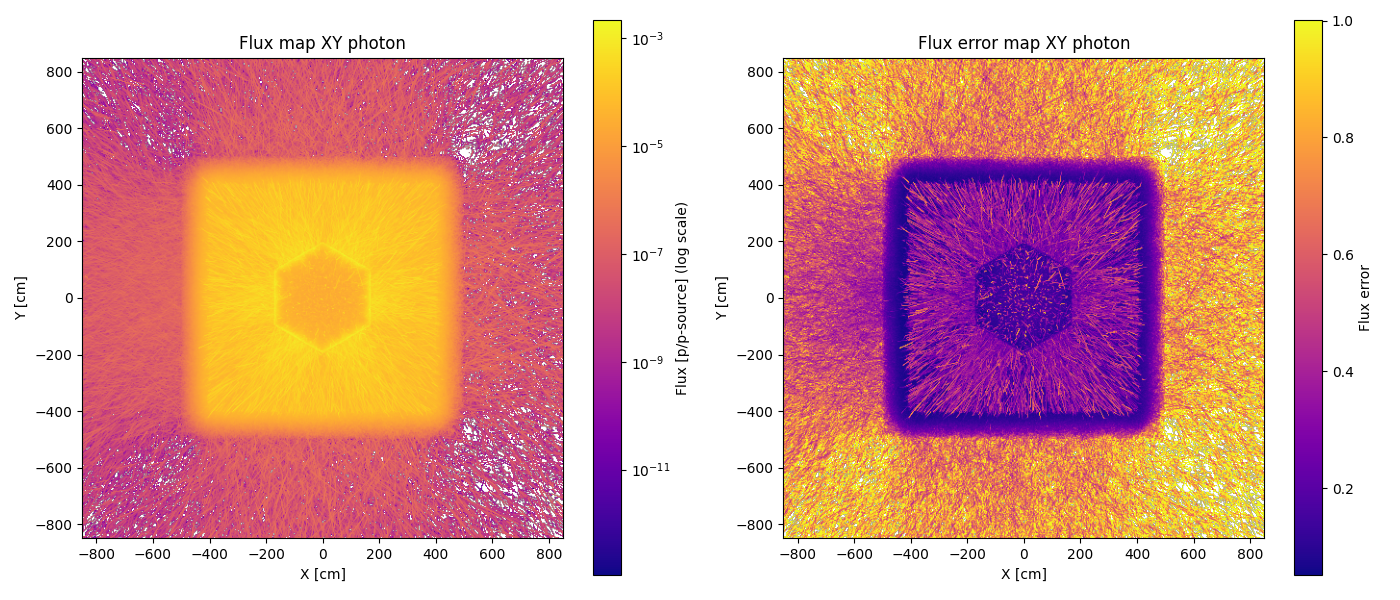 Flux map XY photon
800
600
400
200
0
−200
−400
−600
−800
−800 −600 −400 −200 0 200 400 600 800
X [cm]
Y [cm]
10⁻³
10⁻⁵
10⁻⁷
10⁻⁹
10⁻¹¹
Flux [p/p-source] (log scale)
Flux error map XY photon
800
600
400
200
0
−200
−400
−600
−800
−800 −600 −400 −200 0 200 400 600 800
X [cm]
Y [cm]
1.0
0.8
0.6
0.4
0.2
Flux error